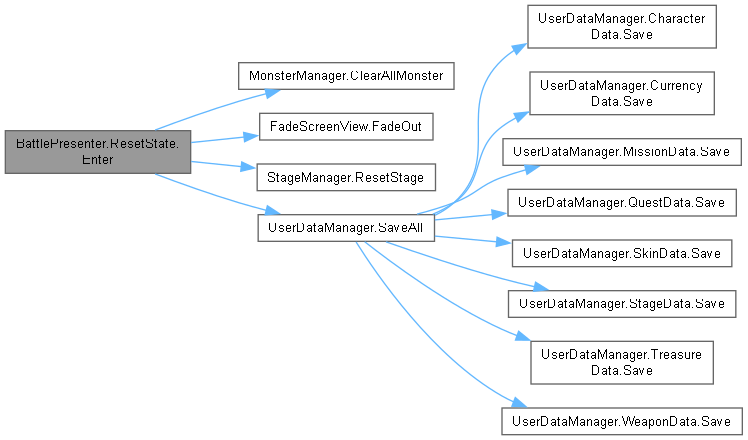 BattlePresenter.ResetState.
Enter
MonsterManager.ClearAllMonster
FadeScreenView.FadeOut
StageManager.ResetStage
UserDataManager.SaveAll
UserDataManager.Character
Data.Save
UserDataManager.Currency
Data.Save
UserDataManager.MissionData.Save
UserDataManager.QuestData.Save
UserDataManager.SkinData.Save
UserDataManager.StageData.Save
UserDataManager.Treasure
Data.Save
UserDataManager.WeaponData.Save